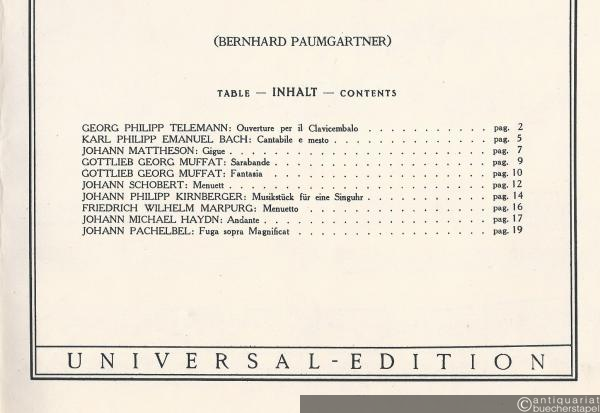 (BERNHARD PAUMGARTNER)
TABLE — INHALT — CONTENTS
GEORG PHILIPP TELEMANN: Ouverture per il Clavicembalo . . . . . . . . . . . pag. 2
KARL PHILIPP EMANUEL BACH: Cantabile e mesto . . . . . . . . . . . . . . pag. 5
JOHANN MATTHESON: Gigue . . . . . . . . . . . . . . . . . . . . . . . pag. 7
GOTTLIEB GEORG MUFFAT: Sarabande . . . . . . . . . . . . . . . . . . . pag. 9
GOTTLIEB GEORG MUFFAT: Fantasia . . . . . . . . . . . . . . . . . . . pag. 10
JOHANN SCHOBERT: Menuett . . . . . . . . . . . . . . . . . . . . . . . pag. 12
JOHANN PHILIPP KIRNBERGER: Musikstück für eine Singuhr . . . . . . . . . . . pag. 14
FRIEDRICH WILHELM MARPURG: Menuetto . . . . . . . . . . . . . . . . . pag. 16
JOHANN MICHAEL HAYDN: Andante . . . . . . . . . . . . . . . . . . . . pag. 17
JOHANN PACHELBEL: Fuga sopra Magnificat . . . . . . . . . . . . . . . . . pag. 19
UNIVERSAL-EDITION
©antiquariat
buecherstapel